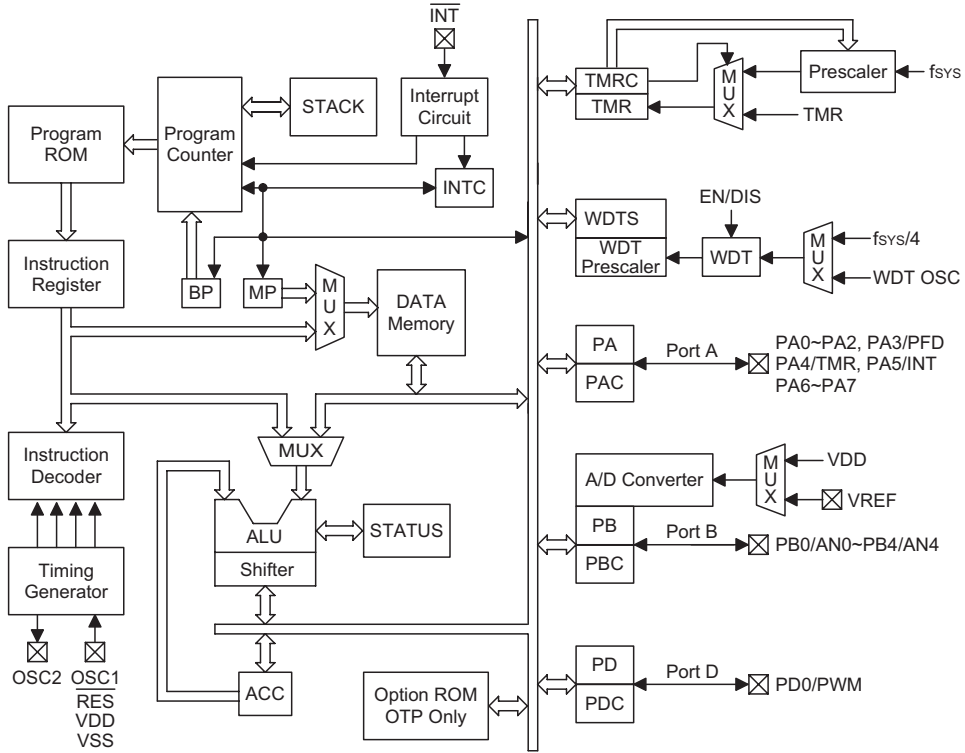 INT
STACK
Interrupt
Circuit
Program
ROM
Program
Counter
INTC
Instruction
Register
BP
MP
M
U
X
DATA
Memory
MUX
Instruction
Decoder
ALU
STATUS
Shifter
Timing
Generator
OSC2
OSC1
RES
VDD
VSS
ACC
Option ROM
OTP Only
TMRC
TMR
M
U
X
Prescaler
fSYS
TMR
WDTS
WDT
Prescaler
EN/DIS
WDT
M
U
X
fSYS/4
WDT OSC
PA
PAC
Port A
PA0~PA2, PA3/PFD
PA4/TMR, PA5/INT
PA6~PA7
A/D Converter
M
U
X
VDD
VREF
PB
PBC
Port B
PB0/AN0~PB4/AN4
PD
PDC
Port D
PD0/PWM